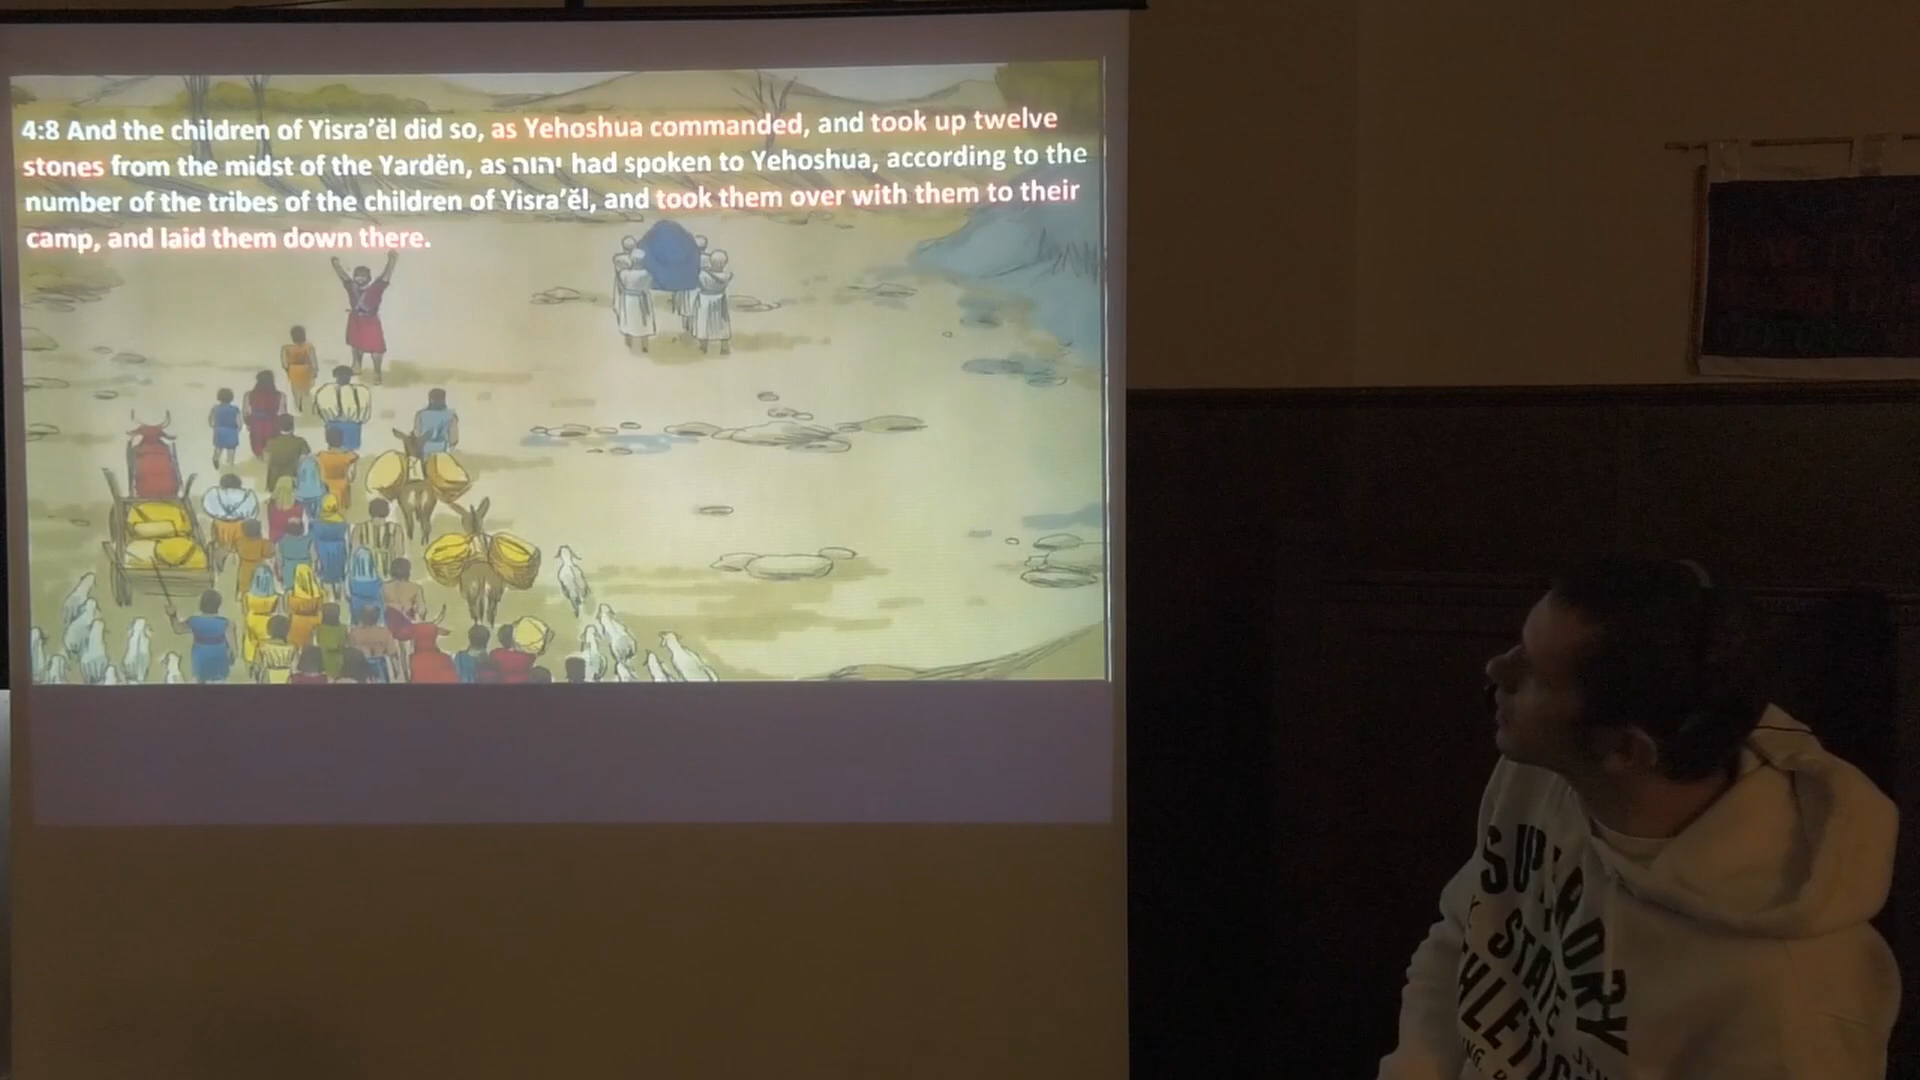 4:8 And the children of Yisra’ĕl did so, as Yehoshua commanded, and took up twelve
stones from the midst of the Yardĕn, as יהוה had spoken to Yehoshua, according to the
number of the tribes of the children of Yisra’ĕl, and took them over with them to their
camp, and laid them down there.
SUPERDRY
STATE